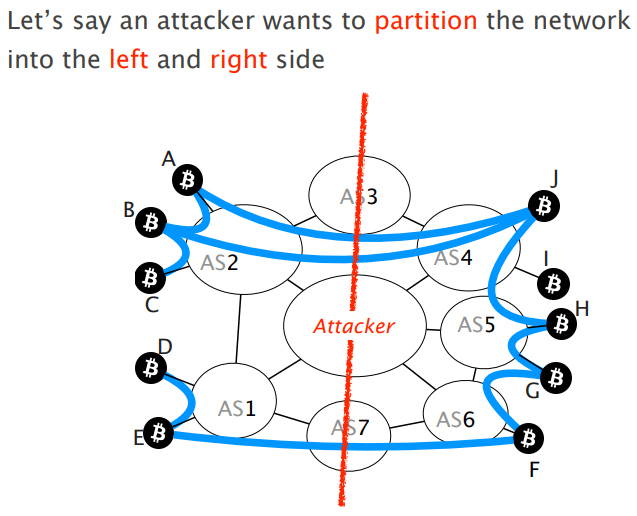 Let's say an attacker wants to partition the network
into the left and right side
A
J
AS3
B
AS2
AS4
I
C
Attacker
AS5
H
D
G
AS1
AS7
AS6
E
F